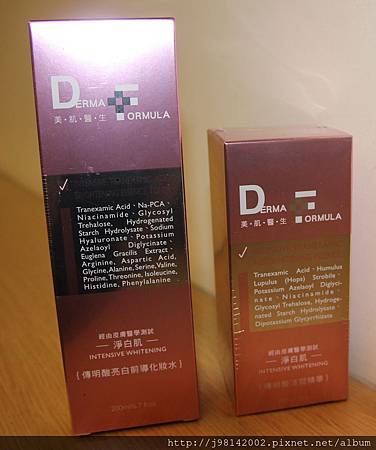 DERMA
FORMULA
美·肌·醫·生
Tranexamic Acid、Na-PCA、
Niacinamide、Glycosyl
Trehalose, Hydrogenated
Starch Hydrolysate、Sodium
Hyaluronate、Potassium
Azelaoyl Diglycinate、
Euglena Gracilis Extract、
Arginine, Aspartic Acid,
Glycine, Alanine, Serine, Valine,
Proline, Threonine, Isoleucine,
Histidine, Phenylalanine
經由皮膚醫學測試
淨白肌
INTENSIVE WHITENING
{傳明酸亮白前導化妝水}
200ml/6.7 fl.oz.
DERMA
FORMULA
美·肌·醫·生
Tranexamic Acid、Humulus
Lupulus (Hops) Strobile、
Potassium Azelaoyl Diglyci-
nate、Niacinamide、
Glycosyl Trehalose, Hydroge-
nated Starch Hydrolysate、
Dipotassium Glycyrrhizate
經由皮膚醫學測試
淨白肌
INTENSIVE WHITENING
http://j98142002.pixnet.net/album